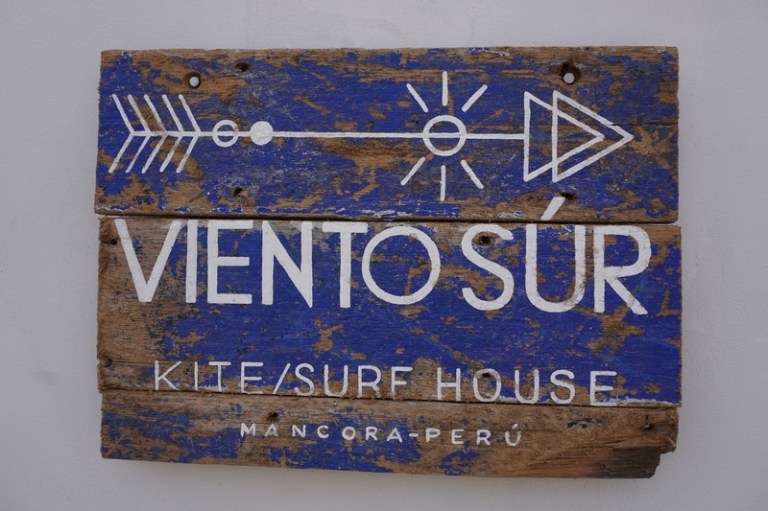 VIENTO SÚR
KITE/SURF HOUSE
MANCORA-PERÚ